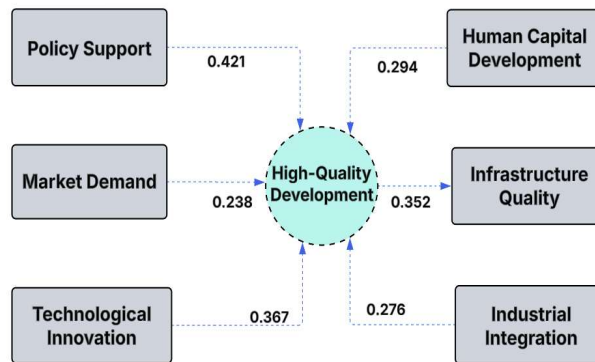 Policy Support
0.421
Human Capital
Development
0.294
Market Demand
0.238
High-Quality
Development
0.352
Infrastructure
Quality
Technological
Innovation
0.367
0.276
Industrial
Integration